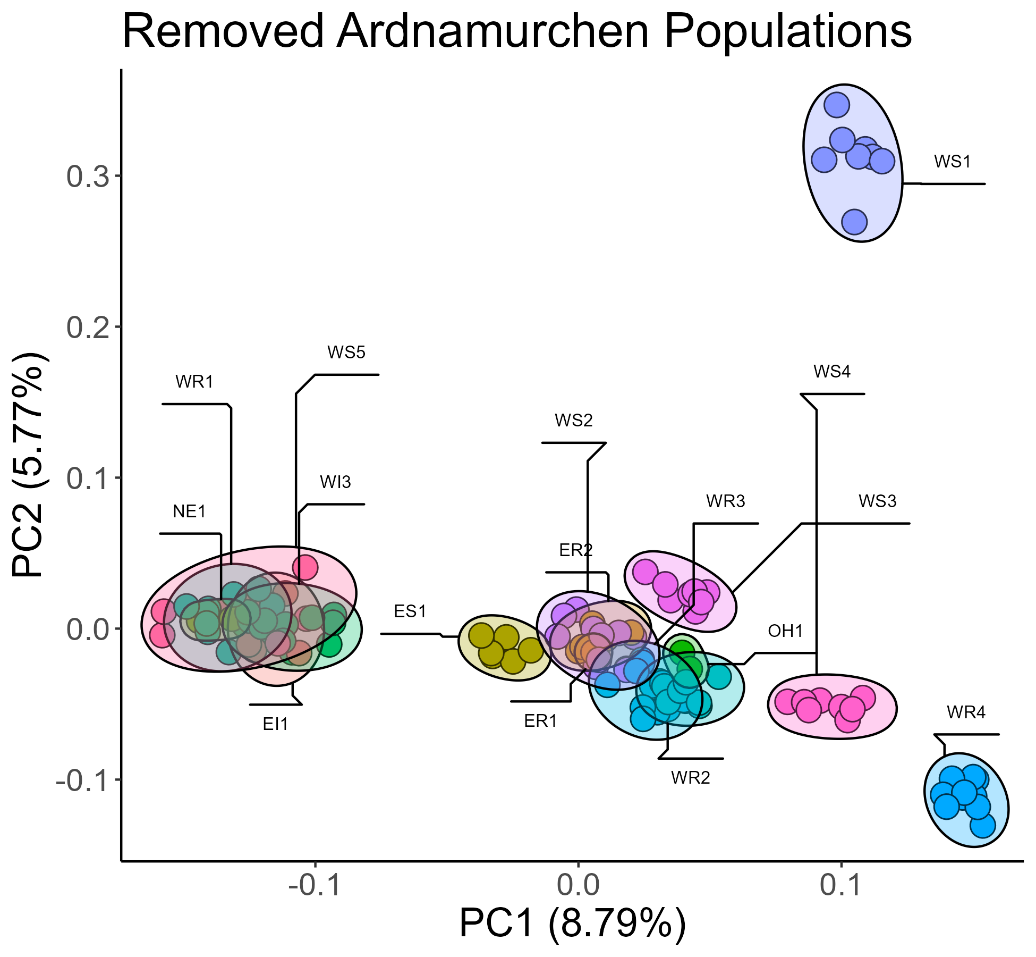 Removed Ardnamurchen Populations
PC2 (5.77%)
0.3
0.2
0.1
0.0
-0.1
WS1
WS5
WR1
WS4
WS2
WI3
WR3
WS3
NE1
ER2
ES1
OH1
EI1
ER1
WR4
WR2
-0.1
0.0
0.1
PC1 (8.79%)